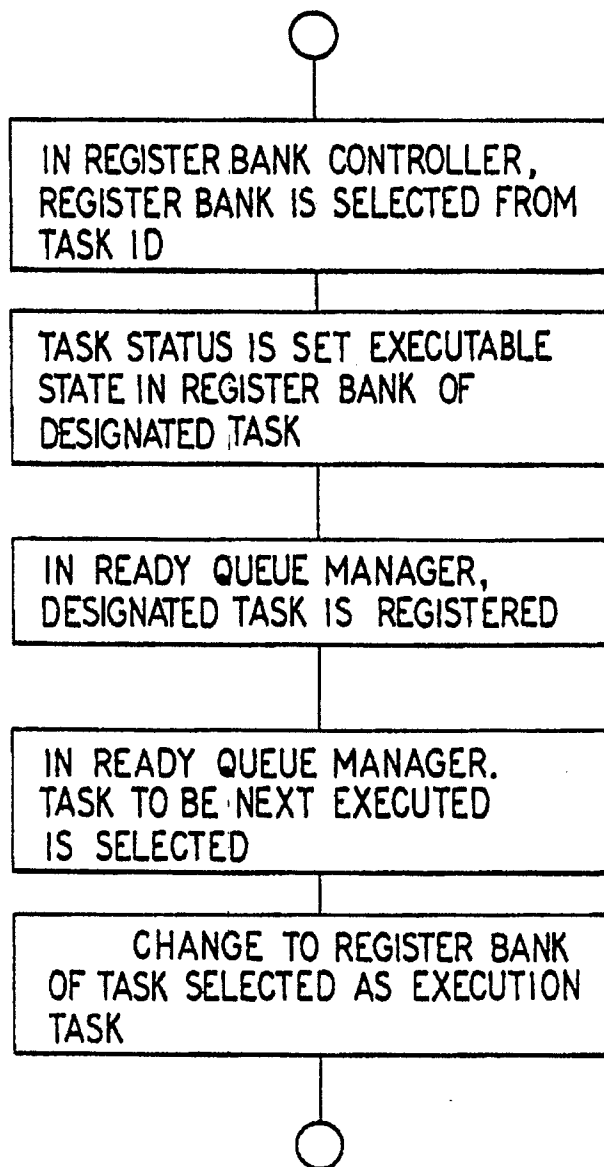 IN REGISTER BANK CONTROLLER,
REGISTER BANK IS SELECTED FROM
TASK ID
TASK STATUS IS SET EXECUTABLE
STATE IN REGISTER BANK OF
DESIGNATED TASK
IN READY QUEUE MANAGER,
DESIGNATED TASK IS REGISTERED
IN READY QUEUE MANAGER.
TASK TO BE NEXT EXECUTED
IS SELECTED
CHANGE TO REGISTER BANK
OF TASK SELECTED AS EXECUTION
TASK